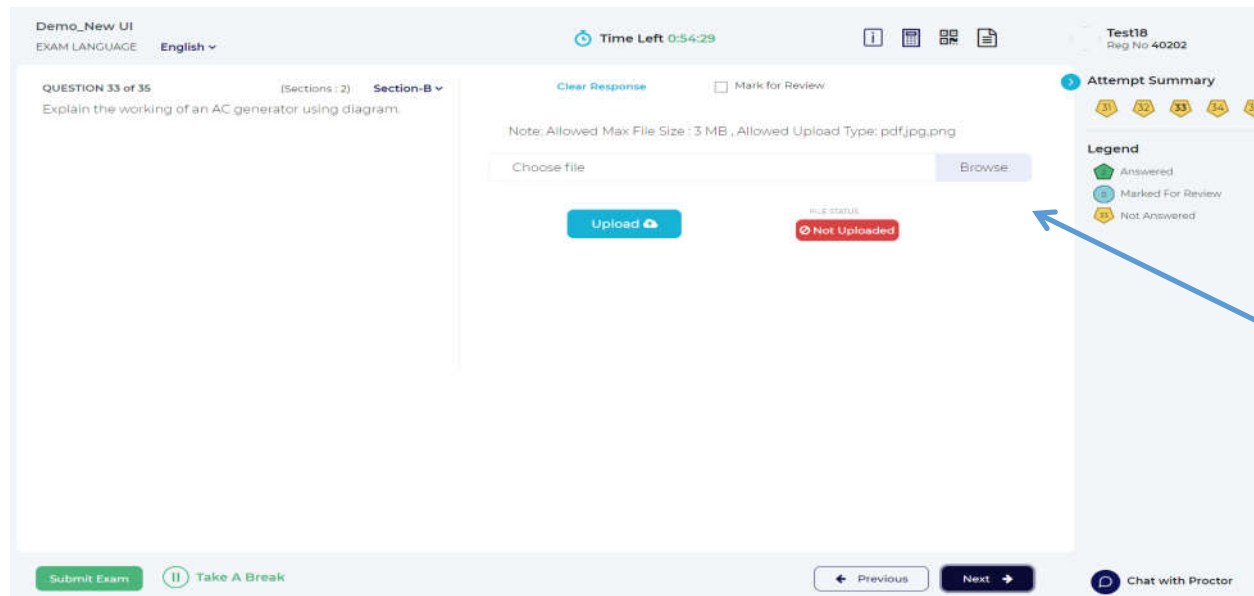 Demo_New UI
EXAM LANGUAGE English
Time Left 0:54:29
Test18
Reg No 40202
QUESTION 33 of 35 (Sections : 2) Section-B
Explain the working of an AC generator using diagram.
Clear Response Mark for Review
Note: Allowed Max File Size : 3 MB , Allowed Upload Type: pdf,jpg,png
Choose file Browse
Upload
FILE STATUS
Not Uploaded
Attempt Summary
31 32 33 34
Legend
Answered
Marked For Review
Not Answered
Submit Exam Take A Break
Previous Next
Chat with Proctor